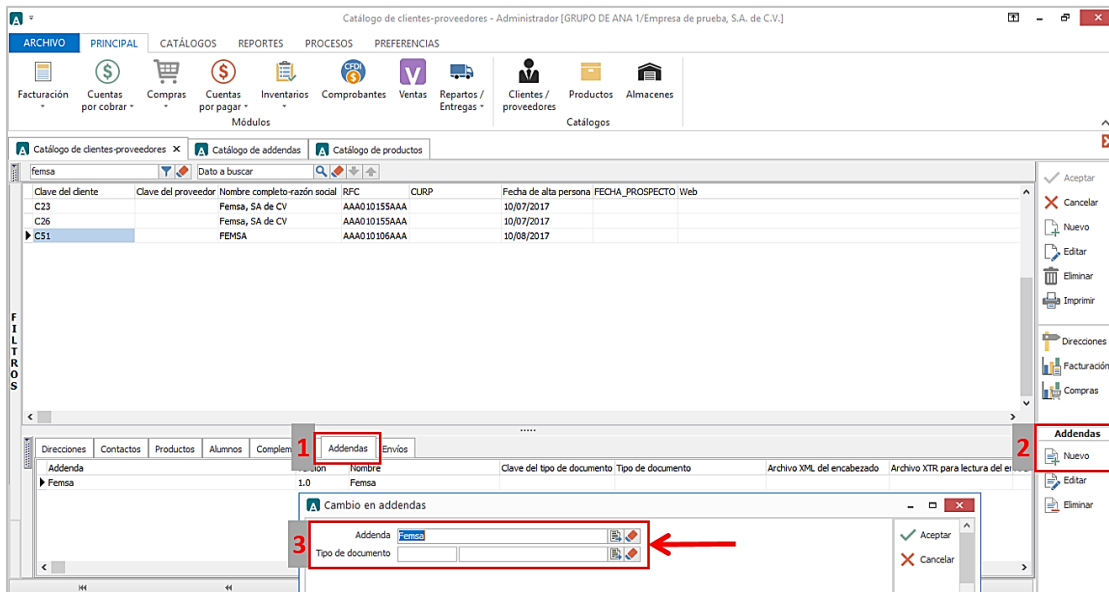 Catálogo de clientes-proveedores - Administrador [GRUPO DE ANA 1/Empresa de prueba, S.A. de C.V.]
ARCHIVO PRINCIPAL CATÁLOGOS REPORTES PROCESOS PREFERENCIAS
Facturación Cuentas por cobrar Compras Cuentas por pagar Inventarios Comprobantes Ventas Repartos / Entregas Clientes / proveedores Productos Almacenes
Módulos Catálogos
Catálogo de clientes-proveedores Catálogo de addendas Catálogo de productos
femsa Dato a buscar
Clave del cliente Clave del proveedor Nombre completo-razón social RFC CURP Fecha de alta persona FECHA_PROSPECTO Web
C23 Femsa, SA de CV AAA010155AAA 10/07/2017
C26 Femsa, SA de CV AAA010155AAA 10/07/2017
C51 FEMSA AAA010106AAA 10/08/2017
FILTROS
Aceptar
Cancelar
Nuevo
Editar
Eliminar
Imprimir
Direcciones
Facturación
Compras
Direcciones Contactos Productos Alumnos Complem 1 Addendas Envíos
Addenda Nombre Clave del tipo de documento Tipo de documento Archivo XML del encabezado Archivo XTR para lectura del e
Femsa 1.0 Femsa
2 Addendas
Nuevo
Editar
Eliminar
Cambio en addendas
3 Addenda Femsa
Tipo de documento
Aceptar
Cancelar